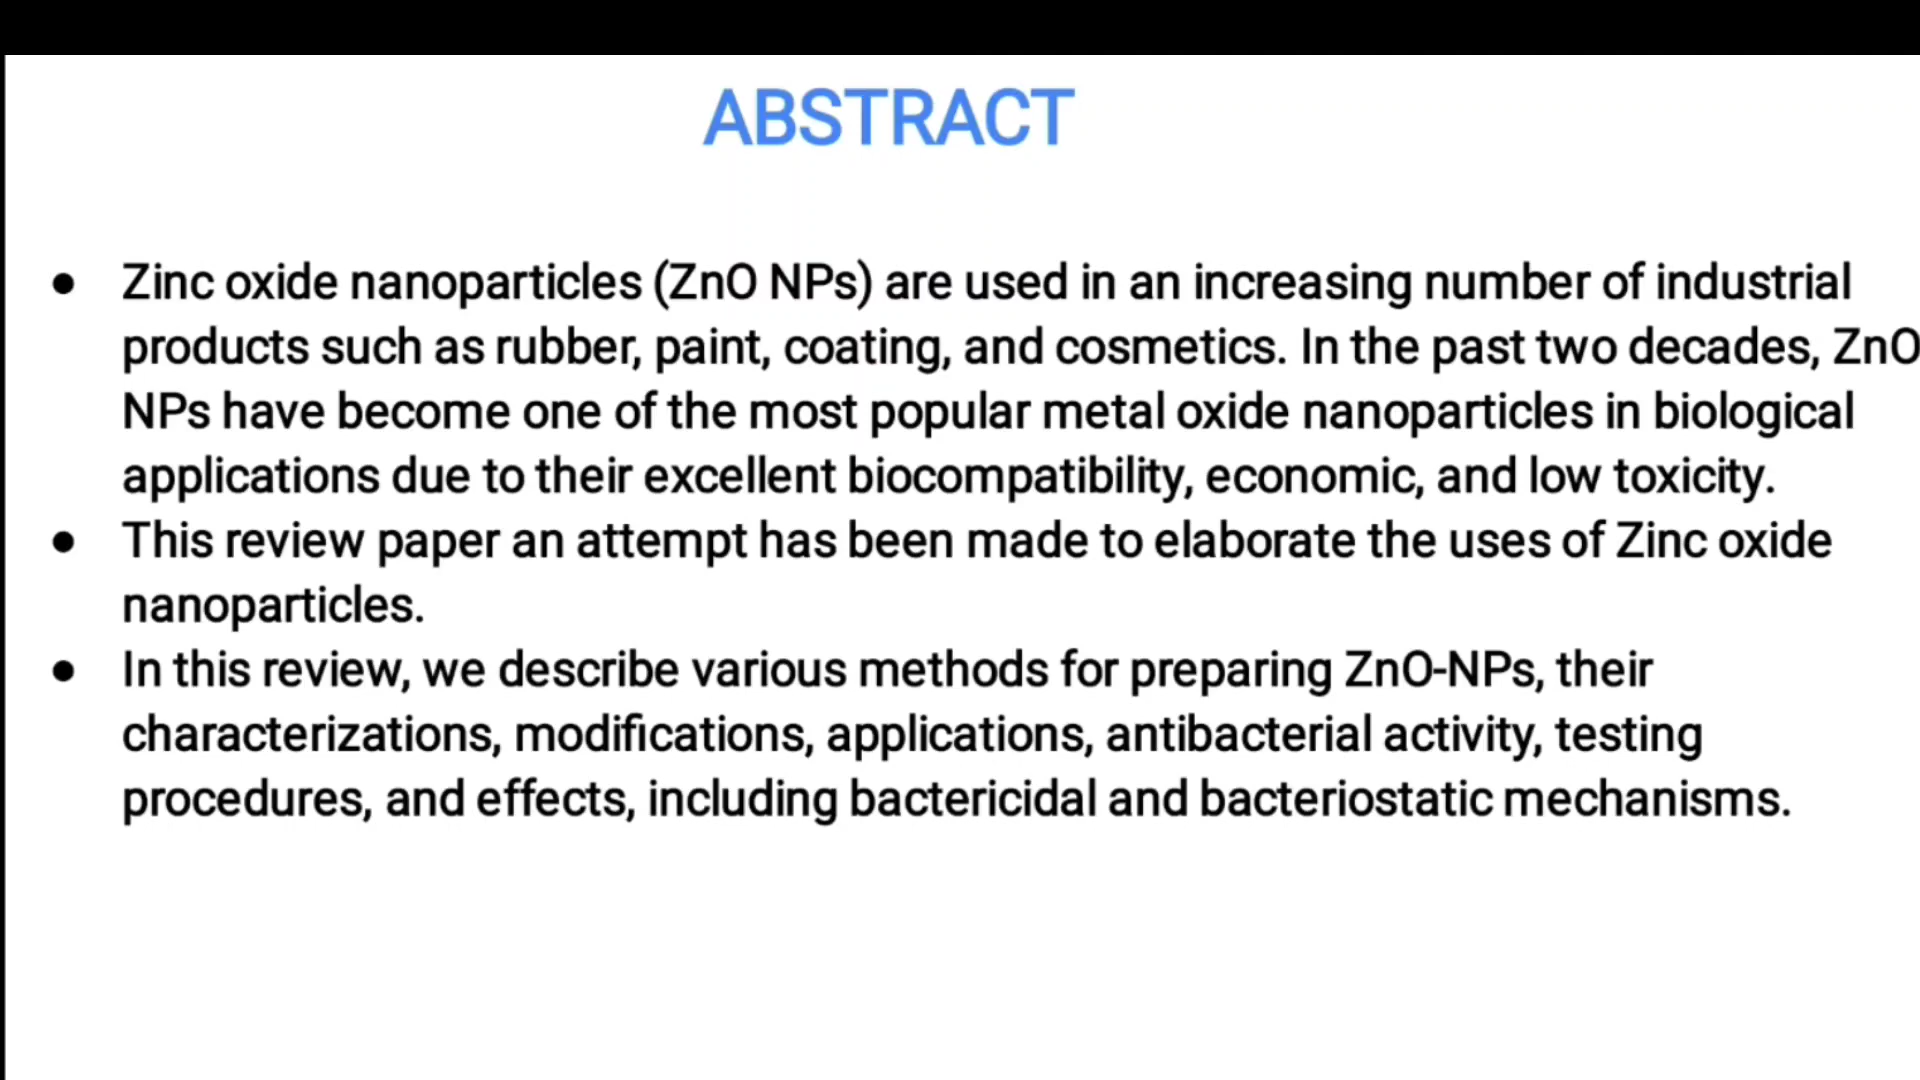 ABSTRACT
● Zinc oxide nanoparticles (ZnO NPs) are used in an increasing number of industrial
products such as rubber, paint, coating, and cosmetics. In the past two decades, ZnO
NPs have become one of the most popular metal oxide nanoparticles in biological
applications due to their excellent biocompatibility, economic, and low toxicity.
● This review paper an attempt has been made to elaborate the uses of Zinc oxide
nanoparticles.
● In this review, we describe various methods for preparing ZnO-NPs, their
characterizations, modifications, applications, antibacterial activity, testing
procedures, and effects, including bactericidal and bacteriostatic mechanisms.